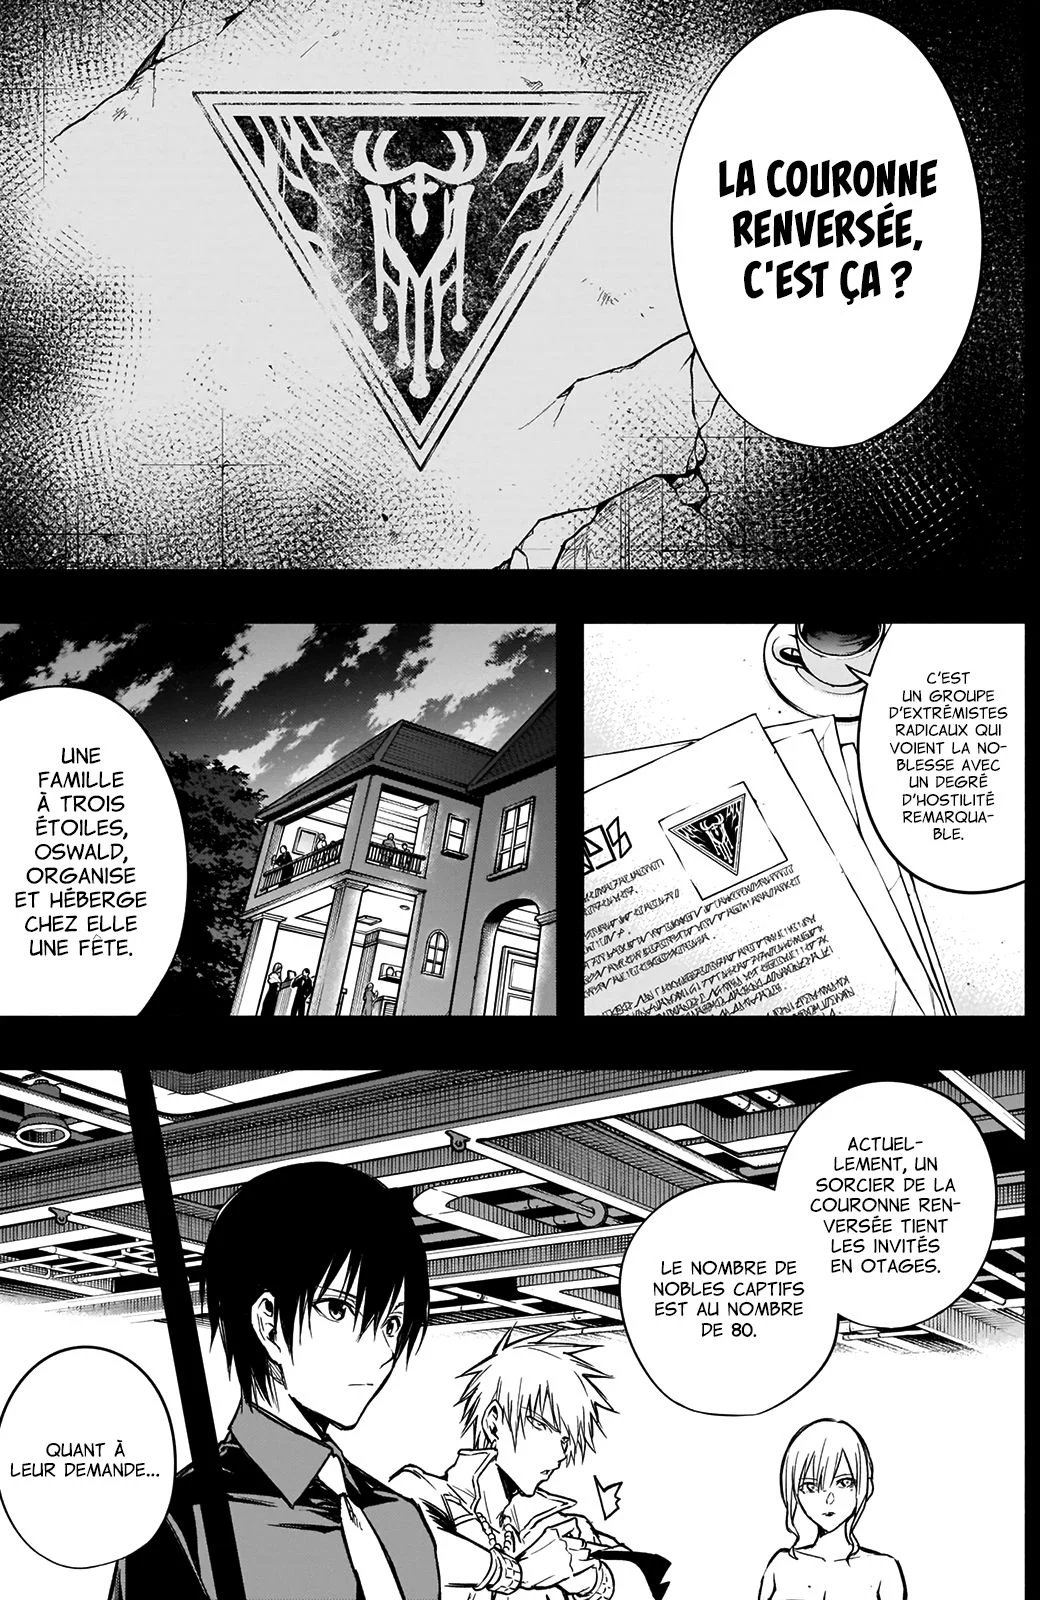 LA COURONNE
RENVERSÉE,
C'EST ÇA ?
C'EST
UN GROUPE
D'EXTRÉMISTES
RADICAUX QUI
VOIENT LA NO-
BLESSE AVEC
UN DEGRÉ
D'HOSTILITÉ
REMARQUA-
BLE.
UNE
FAMILLE
À TROIS
ÉTOILES,
OSWALD,
ORGANISE
ET HÉBERGE
CHEZ ELLE
UNE FÊTE.
ACTUEL-
LEMENT, UN
SORCIER DE LA
COURONNE REN-
VERSÉE TIENT
LES INVITÉS
EN OTAGES.
LE NOMBRE DE
NOBLES CAPTIFS
EST AU NOMBRE
DE 80.
QUANT À
LEUR DEMANDE...